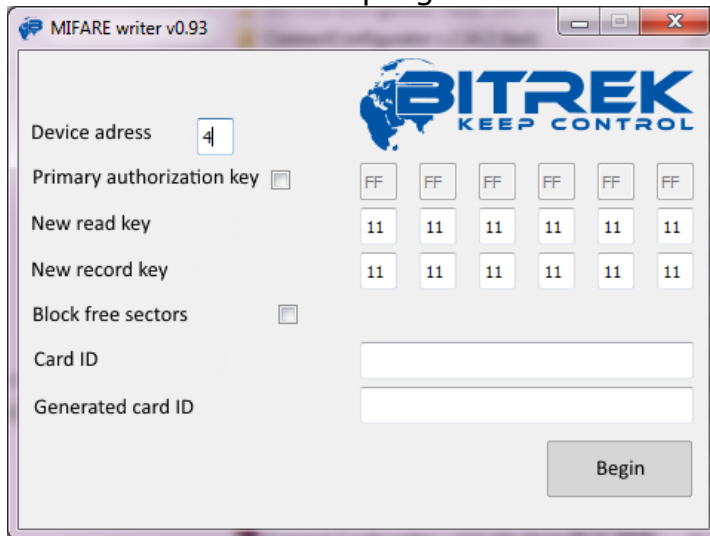 MIFARE writer v0.93
BITREK
KEEP CONTROL
Device adress 4
Primary authorization key FF FF FF FF FF FF
New read key 11 11 11 11 11 11
New record key 11 11 11 11 11 11
Block free sectors
Card ID
Generated card ID
Begin